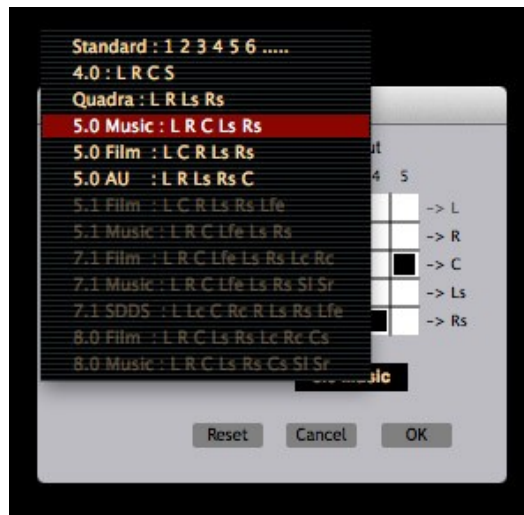 Standard : 1 2 3 4 5 6 .....
4.0 : L R C S
Quadra : L R Ls Rs
5.0 Music : L R C Ls Rs
5.0 Film : L C R Ls Rs
5.0 AU : L R Ls Rs C
5.1 Film : L C R Ls Rs Lfe
5.1 Music : L R C Lfe Ls Rs
7.1 Film : L R C Lfe Ls Rs Lc Rc
7.1 Music : L R C Lfe Ls Rs Sl Sr
7.1 SDDS : L Lc C Rc R Ls Rs Lfe
8.0 Film : L C R Ls Rs Lc Rc Cs
8.0 Music : L R C Ls Rs Cs Sl Sr
4 5
-> L
-> R
-> C
-> Ls
-> Rs
Reset Cancel OK